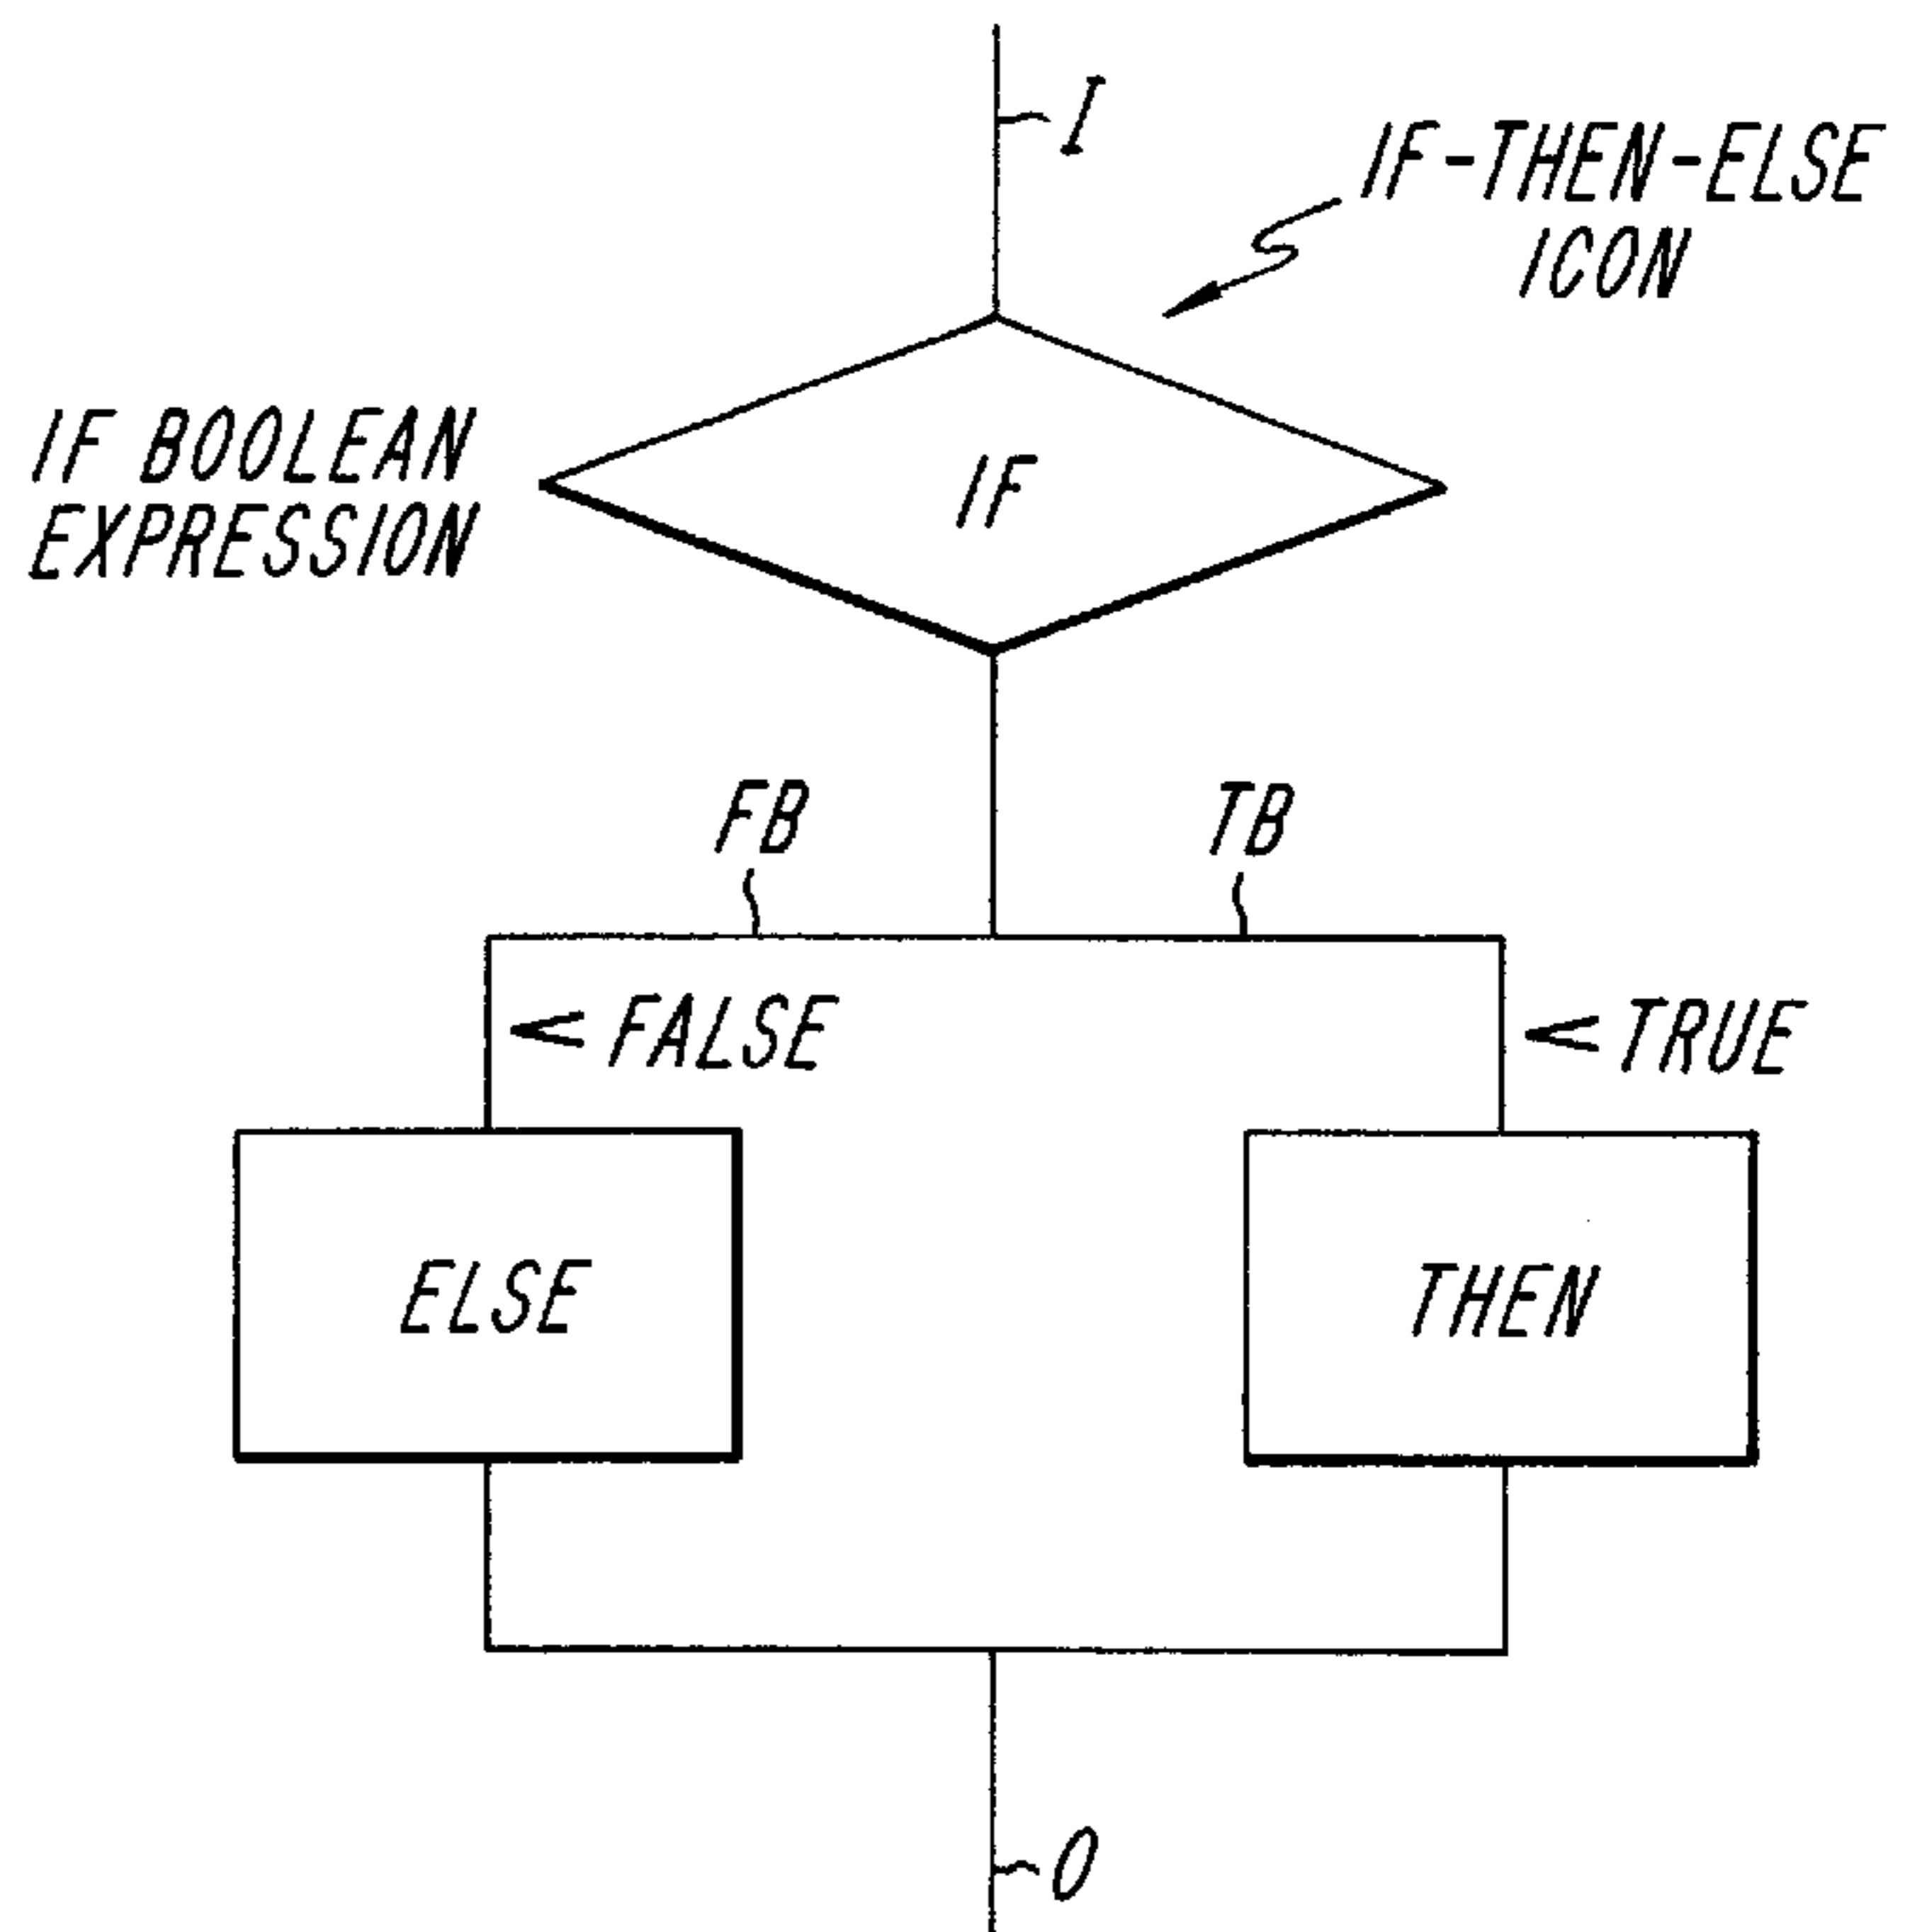 I
IF-THEN-ELSE
ICON
IF BOOLEAN
EXPRESSION
IF
FB
TB
< FALSE
< TRUE
ELSE
THEN
O